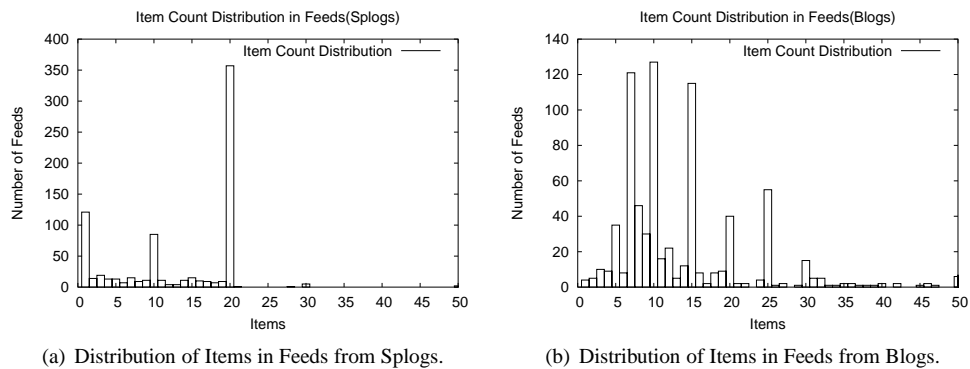 Item Count Distribution in Feeds(Splogs)
400
350
300
250
200
150
100
50
0
Number of Feeds
Item Count Distribution
0 5 10 15 20 25 30 35 40 45 50
Items
(a) Distribution of Items in Feeds from Splogs.
Item Count Distribution in Feeds(Blogs)
140
120
100
80
60
40
20
0
Number of Feeds
Item Count Distribution
0 5 10 15 20 25 30 35 40 45 50
Items
(b) Distribution of Items in Feeds from Blogs.